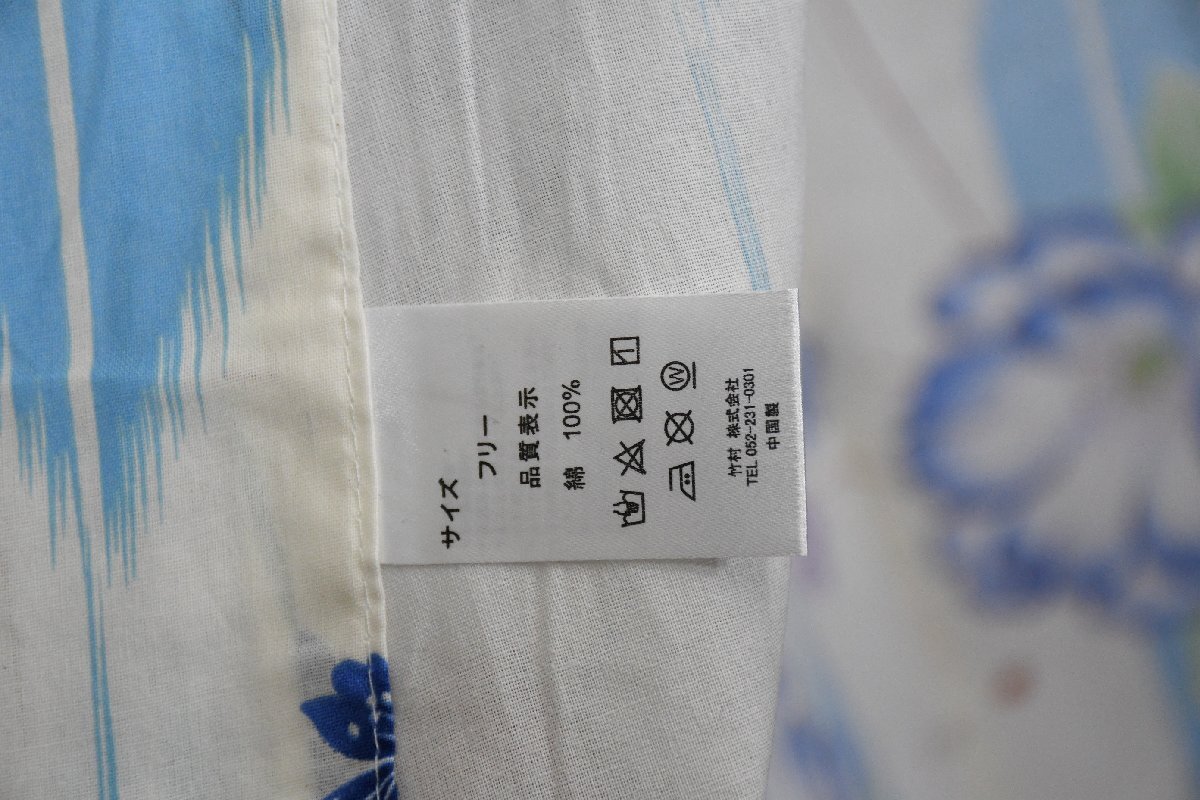 サイズ
フリー
品質表示
綿 100%
W
竹村 株式会社
TEL 052-231-0301
中国製